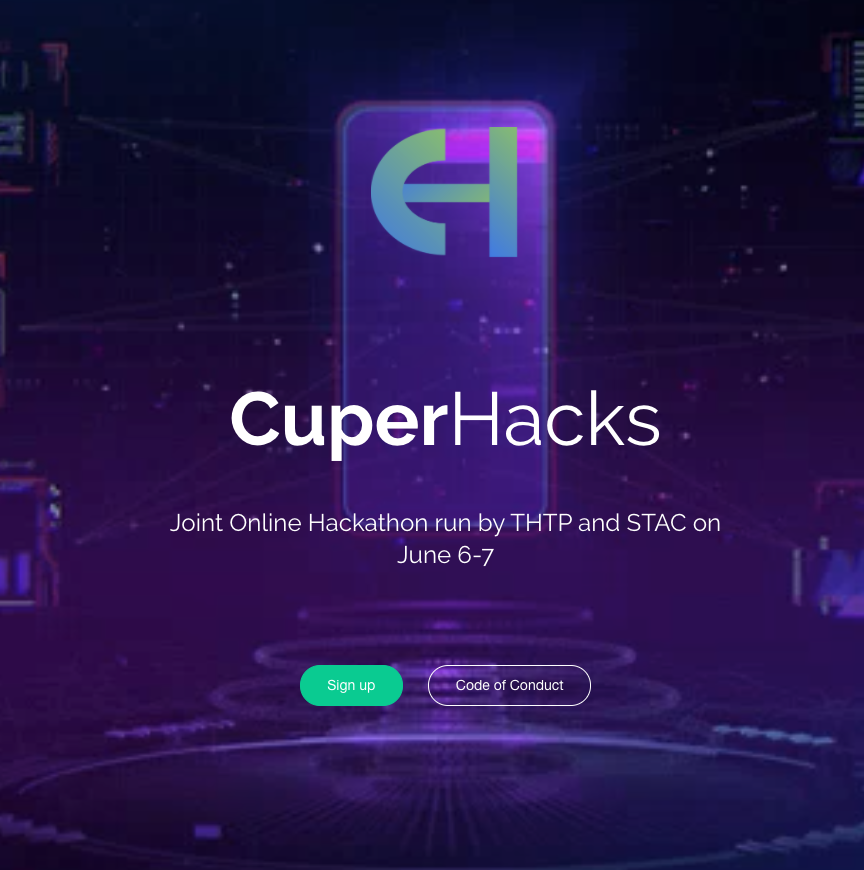 CuperHacks
Joint Online Hackathon run by THTP and STAC on
June 6-7
Sign up
Code of Conduct